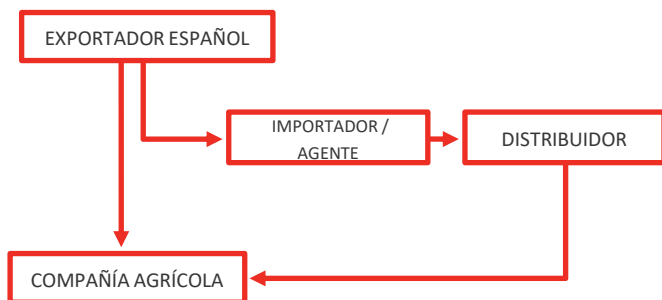 EXPORTADOR ESPAÑOL
IMPORTADOR /
AGENTE
DISTRIBUIDOR
COMPAÑÍA AGRÍCOLA